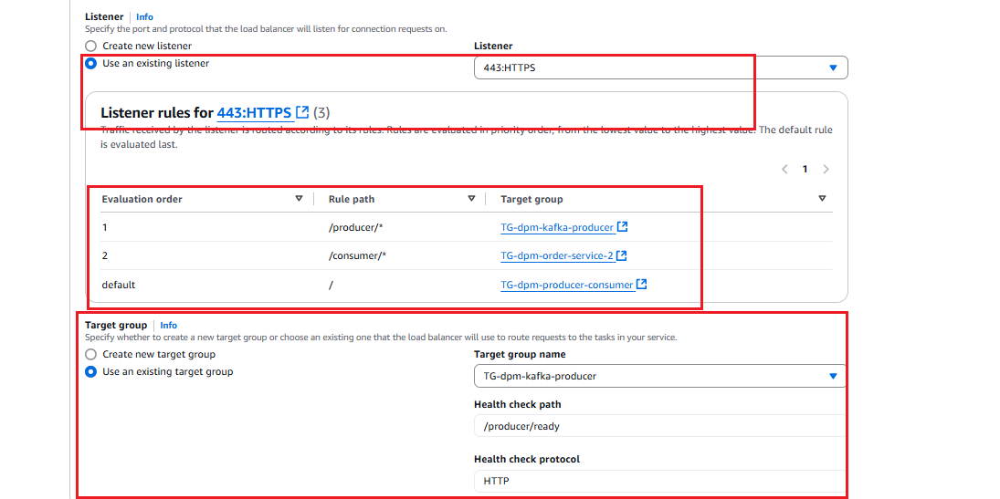 Listener | Info
Specify the port and protocol that the load balancer will listen for connection requests on.
Create new listener
Use an existing listener
Listener
443:HTTPS
Listener rules for 443:HTTPS (3)
Traffic received by the listener is routed according to its rules. Rules are evaluated in priority order, from the lowest value to the highest value. The default rule
is evaluated last.
1
Evaluation order | Rule path | Target group
1 /producer/* TG-dpm-kafka-producer
2 /consumer/* TG-dpm-order-service-2
default / TG-dpm-producer-consumer
Target group | Info
Specify whether to create a new target group or choose an existing one that the load balancer will use to route requests to the tasks in your service.
Create new target group
Use an existing target group
Target group name
TG-dpm-kafka-producer
Health check path
/producer/ready
Health check protocol
HTTP